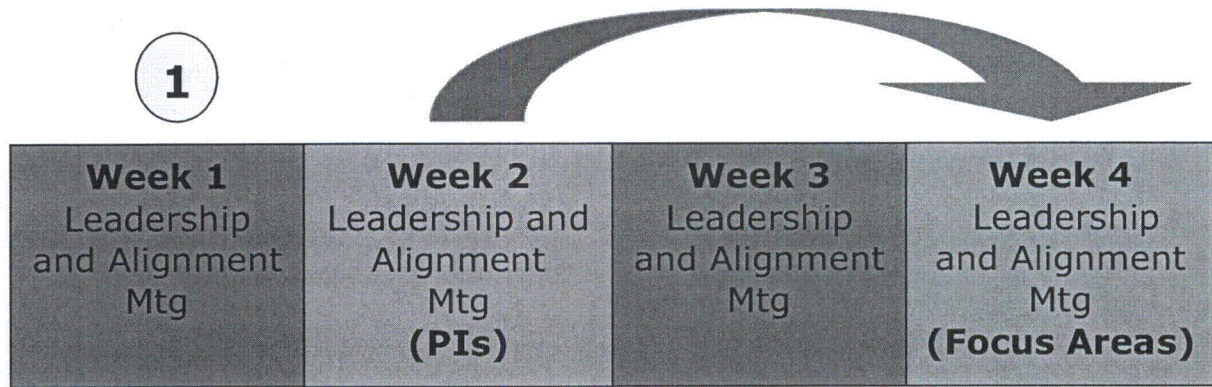 1
Week 1
Leadership
and Alignment
Mtg
Week 2
Leadership and
Alignment
Mtg
(PIs)
Week 3
Leadership
and Alignment
Mtg
Week 4
Leadership
and Alignment
Mtg
(Focus Areas)